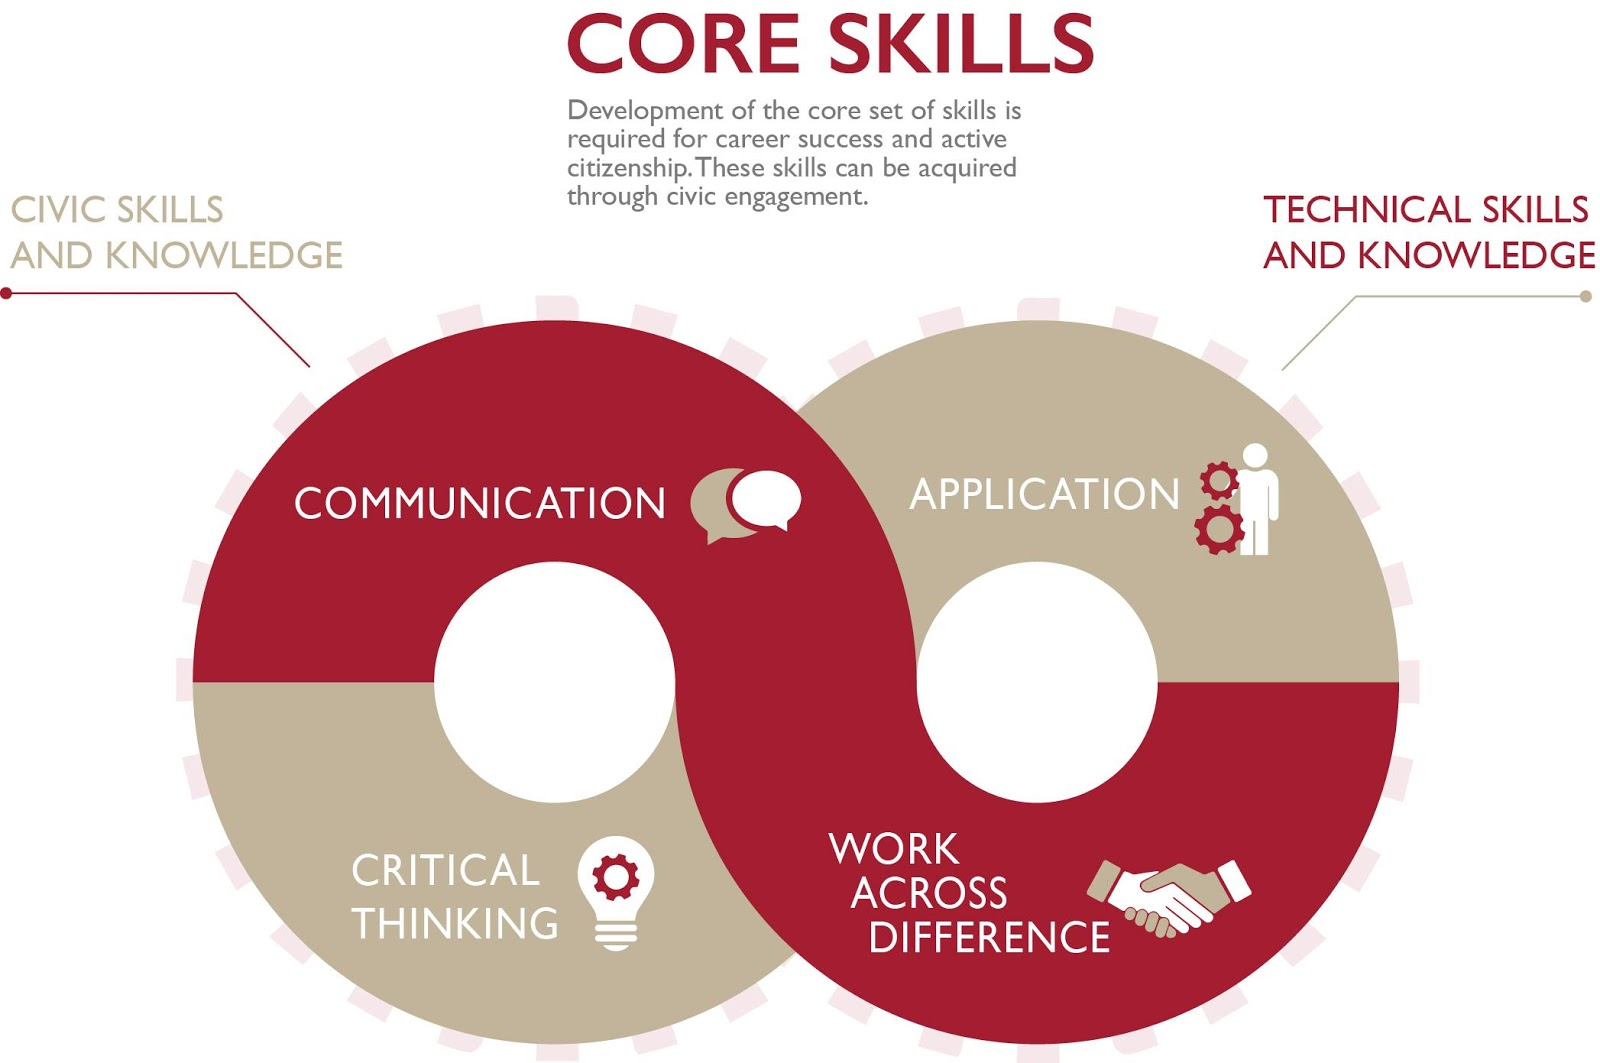 CORE SKILLS
Development of the core set of skills is
required for career success and active
citizenship. These skills can be acquired
through civic engagement.
CIVIC SKILLS
AND KNOWLEDGE
TECHNICAL SKILLS
AND KNOWLEDGE
COMMUNICATION
APPLICATION
CRITICAL
THINKING
WORK
ACROSS
DIFFERENCE